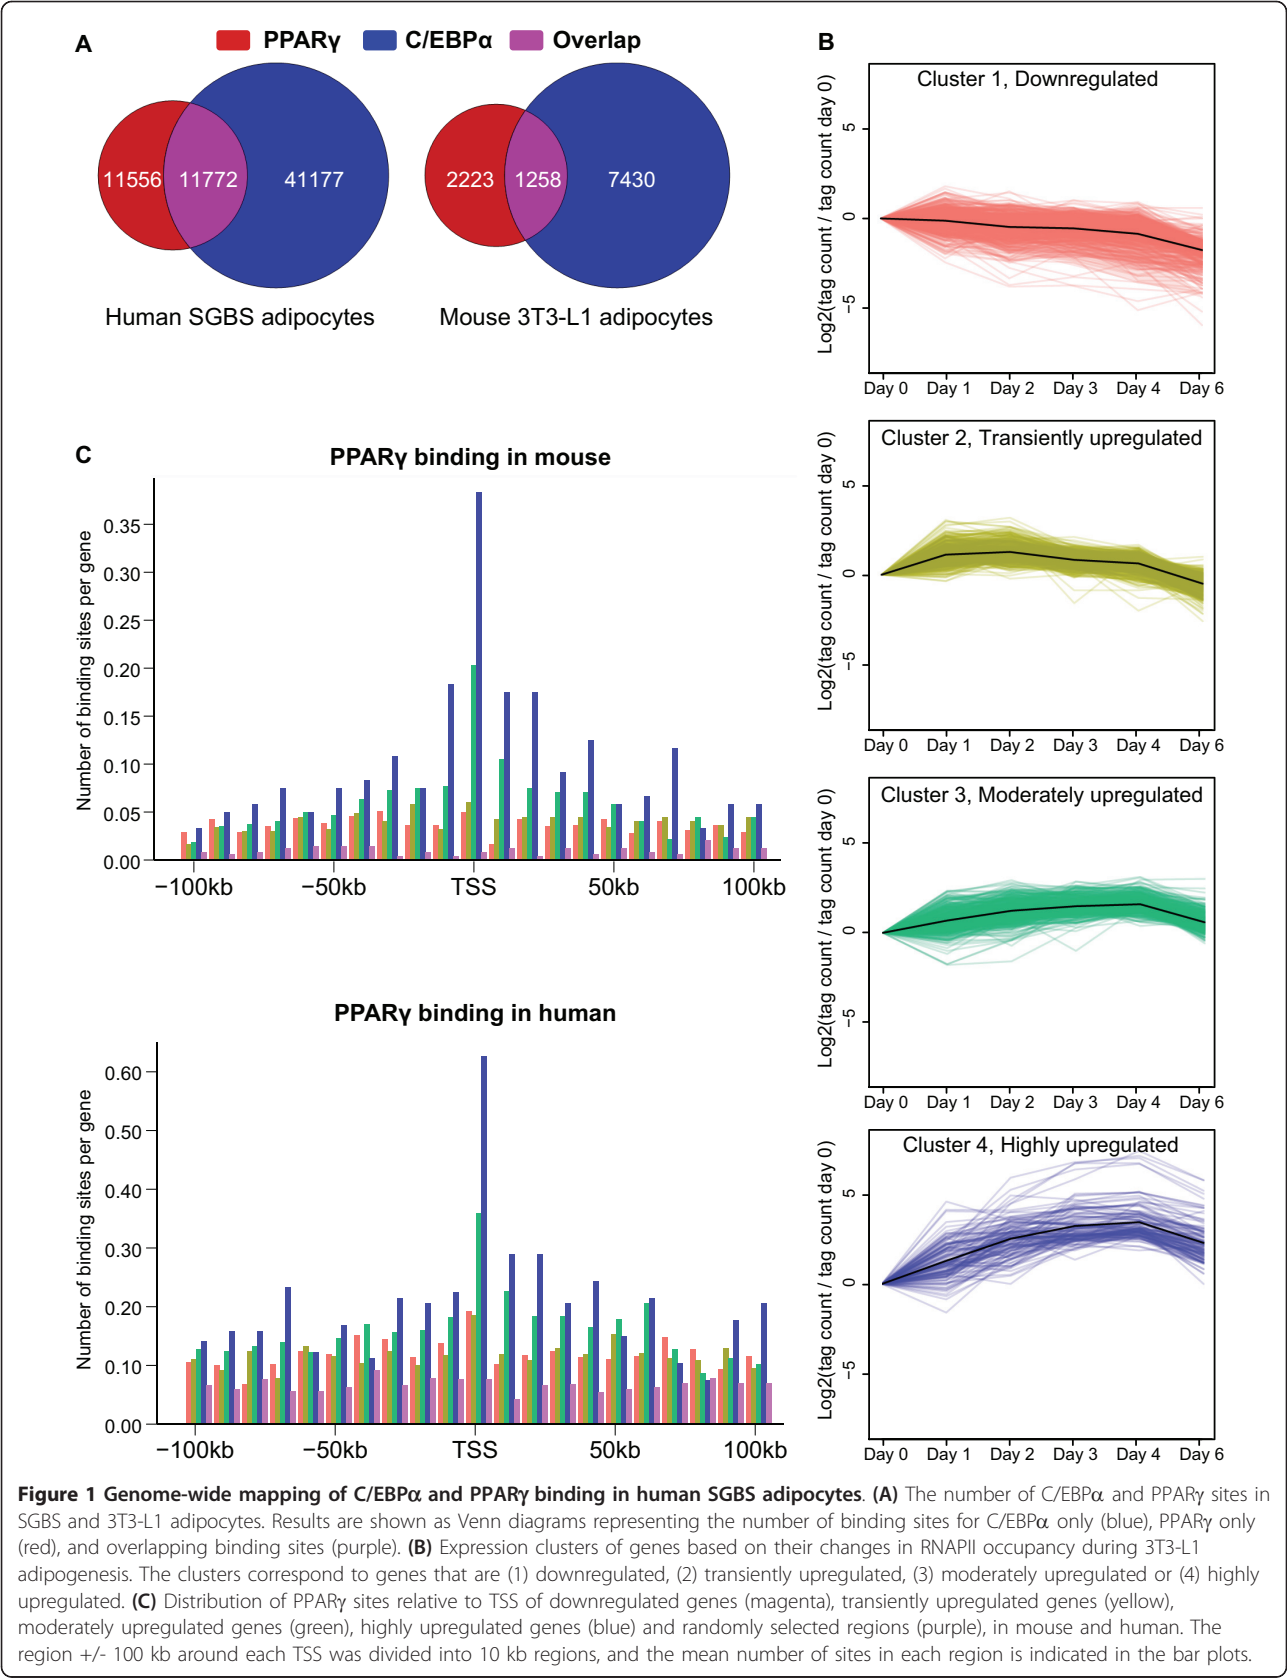 A
PPARγ C/EBPα Overlap
11556 11772 41177
2223 1258 7430
Human SGBS adipocytes
Mouse 3T3-L1 adipocytes
B
Cluster 1, Downregulated
Log2(tag count / tag count day 0)
5
0
−5
Day 0 Day 1 Day 2 Day 3 Day 4 Day 6
Cluster 2, Transiently upregulated
Log2(tag count / tag count day 0)
5
0
−5
Day 0 Day 1 Day 2 Day 3 Day 4 Day 6
Cluster 3, Moderately upregulated
Log2(tag count / tag count day 0)
5
0
−5
Day 0 Day 1 Day 2 Day 3 Day 4 Day 6
Cluster 4, Highly upregulated
Log2(tag count / tag count day 0)
5
0
−5
Day 0 Day 1 Day 2 Day 3 Day 4 Day 6
C
PPARγ binding in mouse
Number of binding sites per gene
0.35
0.30
0.25
0.20
0.15
0.10
0.05
0.00
−100kb −50kb TSS 50kb 100kb
PPARγ binding in human
Number of binding sites per gene
0.60
0.50
0.40
0.30
0.20
0.10
0.00
−100kb −50kb TSS 50kb 100kb
Figure 1 Genome-wide mapping of C/EBPα and PPARγ binding in human SGBS adipocytes. (A) The number of C/EBPα and PPARγ sites in
SGBS and 3T3-L1 adipocytes. Results are shown as Venn diagrams representing the number of binding sites for C/EBPα only (blue), PPARγ only
(red), and overlapping binding sites (purple). (B) Expression clusters of genes based on their changes in RNAPII occupancy during 3T3-L1
adipogenesis. The clusters correspond to genes that are (1) downregulated, (2) transiently upregulated, (3) moderately upregulated or (4) highly
upregulated. (C) Distribution of PPARγ sites relative to TSS of downregulated genes (magenta), transiently upregulated genes (yellow),
moderately upregulated genes (green), highly upregulated genes (blue) and randomly selected regions (purple), in mouse and human. The
region +/- 100 kb around each TSS was divided into 10 kb regions, and the mean number of sites in each region is indicated in the bar plots.